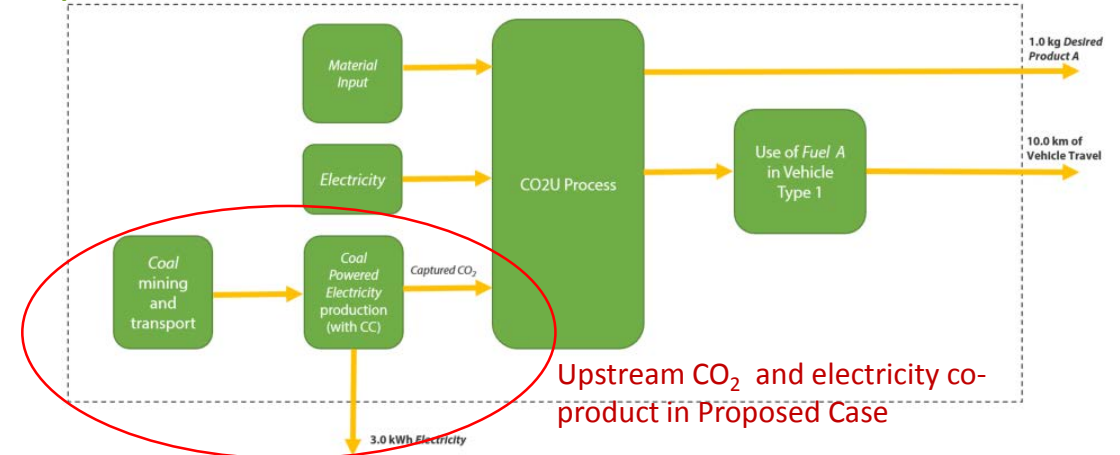 Material
Input
Electricity
Coal
mining
and
transport
Coal
Powered
Electricity
production
(with CC)
Captured CO₂
CO2U Process
Use of Fuel A
in Vehicle
Type 1
1.0 kg Desired
Product A
10.0 km of
Vehicle Travel
3.0 kWh Electricity
Upstream CO₂ and electricity co-
product in Proposed Case